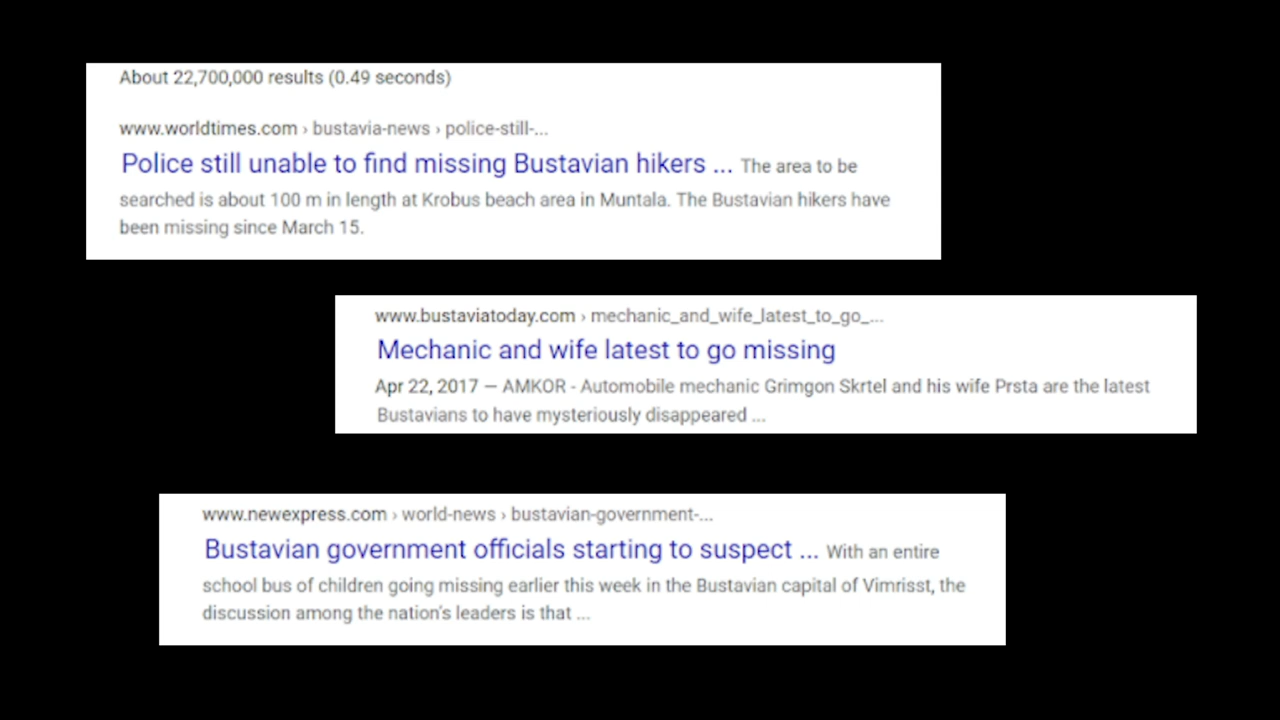 About 22,700,000 results (0.49 seconds)
www.worldtimes.com › bustavia-news › police-still-...
Police still unable to find missing Bustavian hikers ... The area to be
searched is about 100 m in length at Krobus beach area in Muntala. The Bustavian hikers have
been missing since March 15.
www.bustaviatoday.com › mechanic_and_wife_latest_to_go_...
Mechanic and wife latest to go missing
Apr 22, 2017 — AMKOR - Automobile mechanic Grimgon Skrtel and his wife Prsta are the latest
Bustavians to have mysteriously disappeared ...
www.newexpress.com › world-news › bustavian-government-...
Bustavian government officials starting to suspect ... With an entire
school bus of children going missing earlier this week in the Bustavian capital of Vimrisst, the
discussion among the nation's leaders is that ...